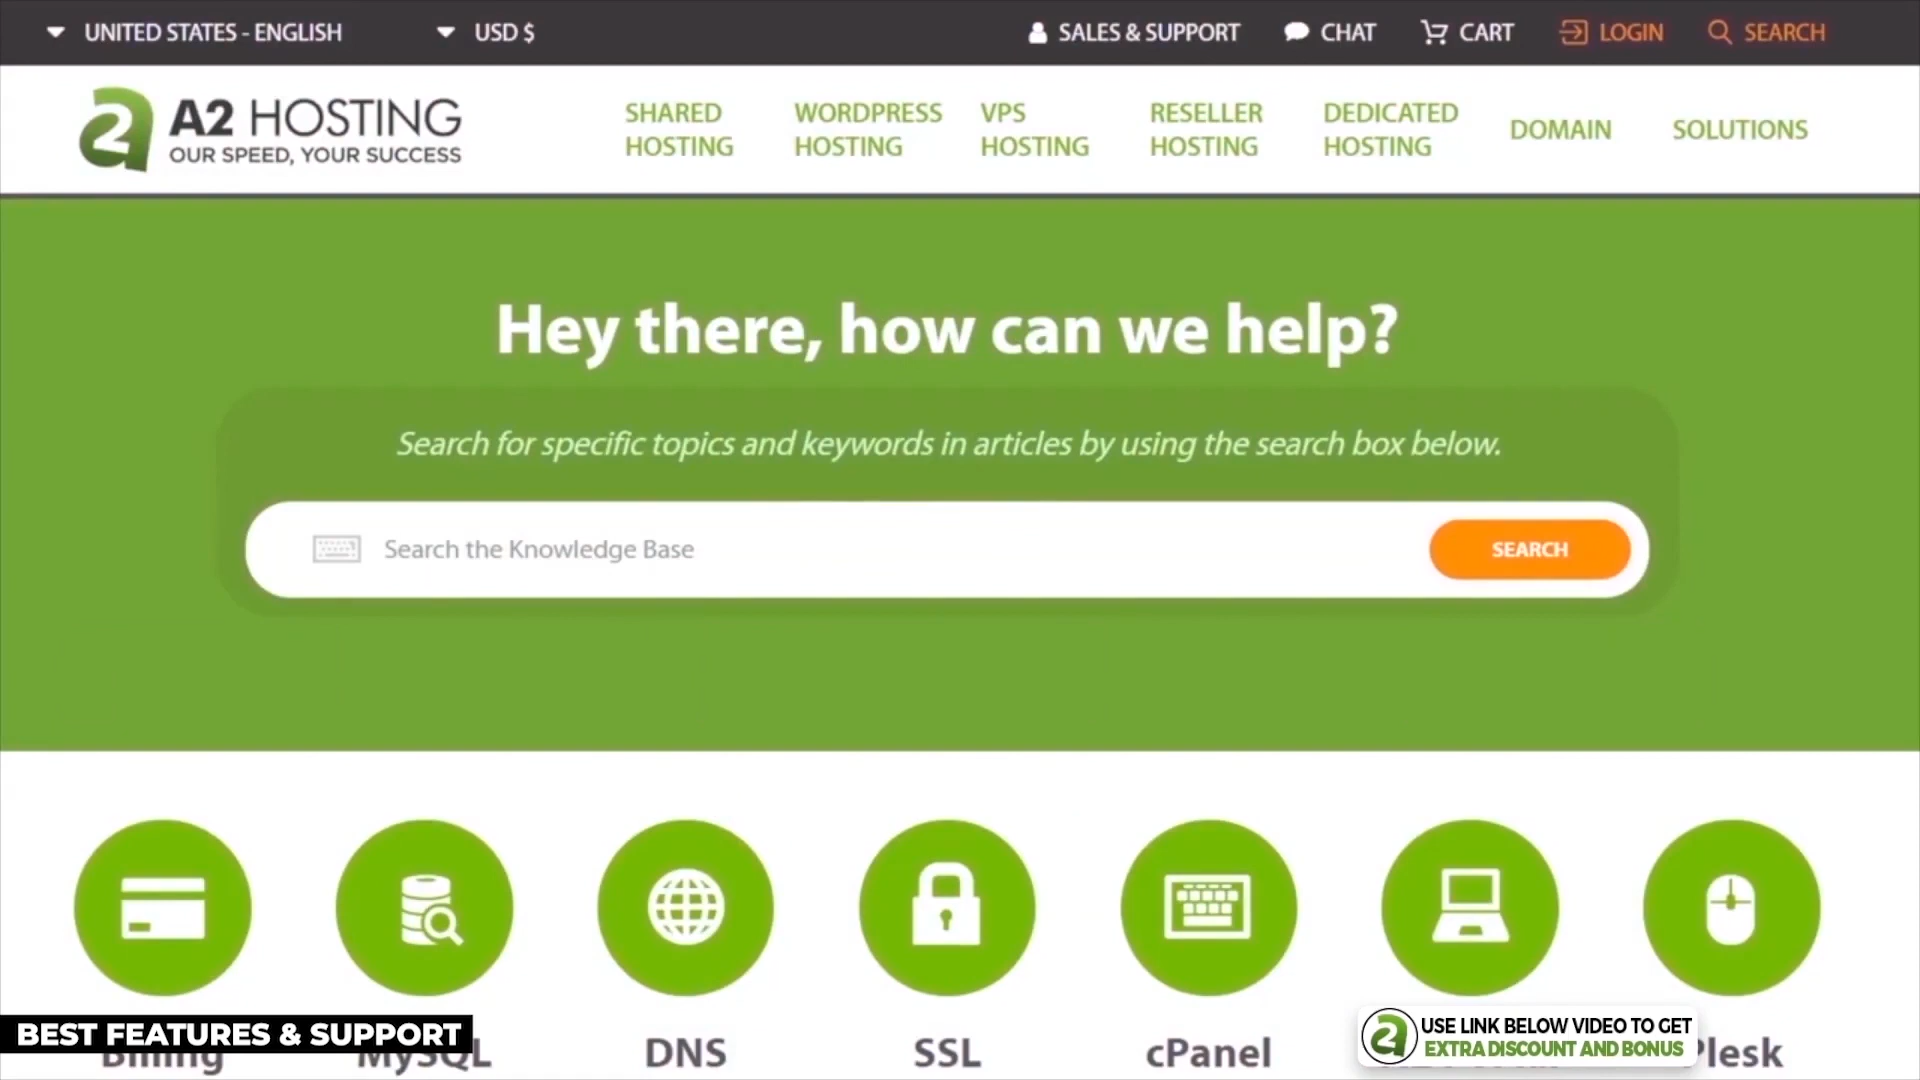 UNITED STATES - ENGLISH
USD $
SALES & SUPPORT
CHAT
CART
LOGIN
SEARCH
A2 HOSTING
OUR SPEED, YOUR SUCCESS
SHARED
HOSTING
WORDPRESS
HOSTING
VPS
HOSTING
RESELLER
HOSTING
DEDICATED
HOSTING
DOMAIN
SOLUTIONS
Hey there, how can we help?
Search for specific topics and keywords in articles by using the search box below.
Search the Knowledge Base
SEARCH
BEST FEATURES & SUPPORT
Billing
MySQL
DNS
SSL
cPanel
USE LINK BELOW VIDEO TO GET
EXTRA DISCOUNT AND BONUS
Plesk